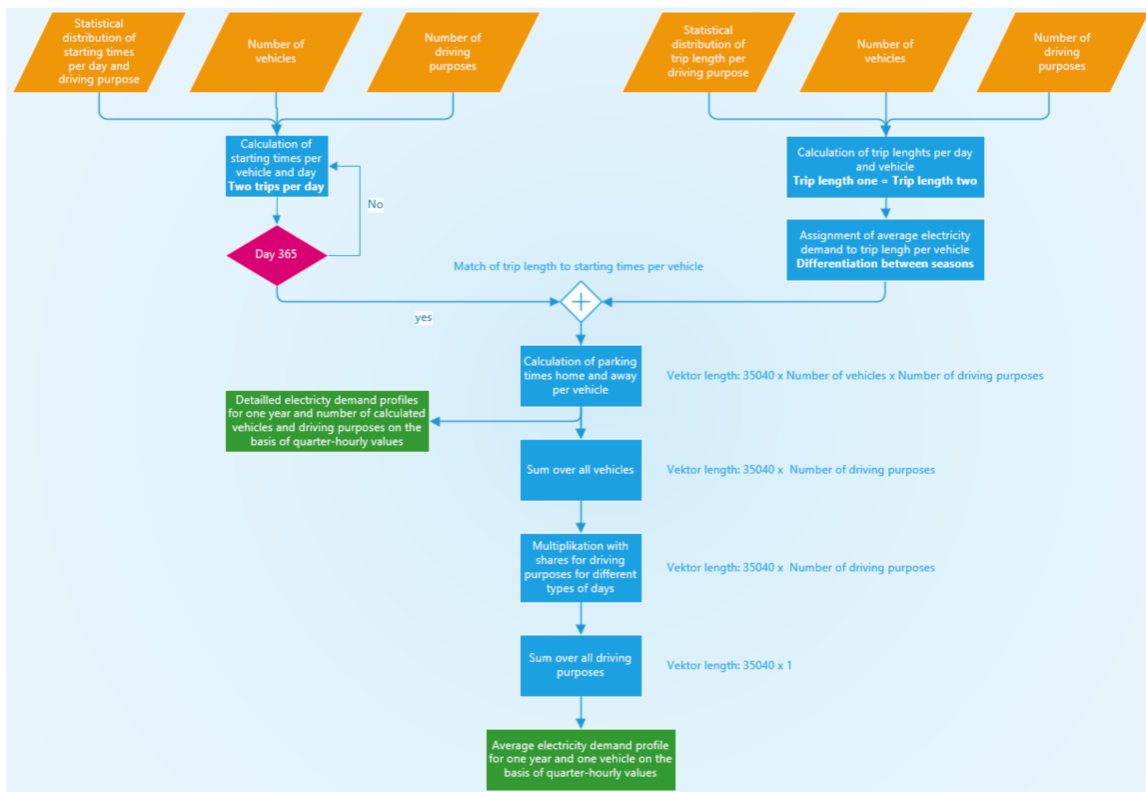 Statistical
distribution of
starting times
per day and
driving purpose
Number of
vehicles
Number of
driving
purposes
Statistical
distribution of
trip length per
driving purpose
Number of
vehicles
Number of
driving
purposes
Calculation of
starting times per
vehicle and day
Two trips per day
No
Day 365
yes
Calculation of trip lenghts per day
and vehicle
Trip length one = Trip length two
Assignment of average electricity
demand to trip lengh per vehicle
Differentiation between seasons
Match of trip length to starting times per vehicle
Calculation of parking
times home and away
per vehicle
Vektor length: 35040 x Number of vehicles x Number of driving purposes
Detailled electricty demand profiles
for one year and number of calculated
vehicles and driving purposes on the
basis of quarter-hourly values
Sum over all vehicles
Vektor length: 35040 x Number of driving purposes
Multiplikation with
shares for driving
purposes for different
types of days
Vektor length: 35040 x Number of driving purposes
Sum over all driving
purposes
Vektor length: 35040 x 1
Average electricity demand profile
for one year and one vehicle on the
basis of quarter-hourly values